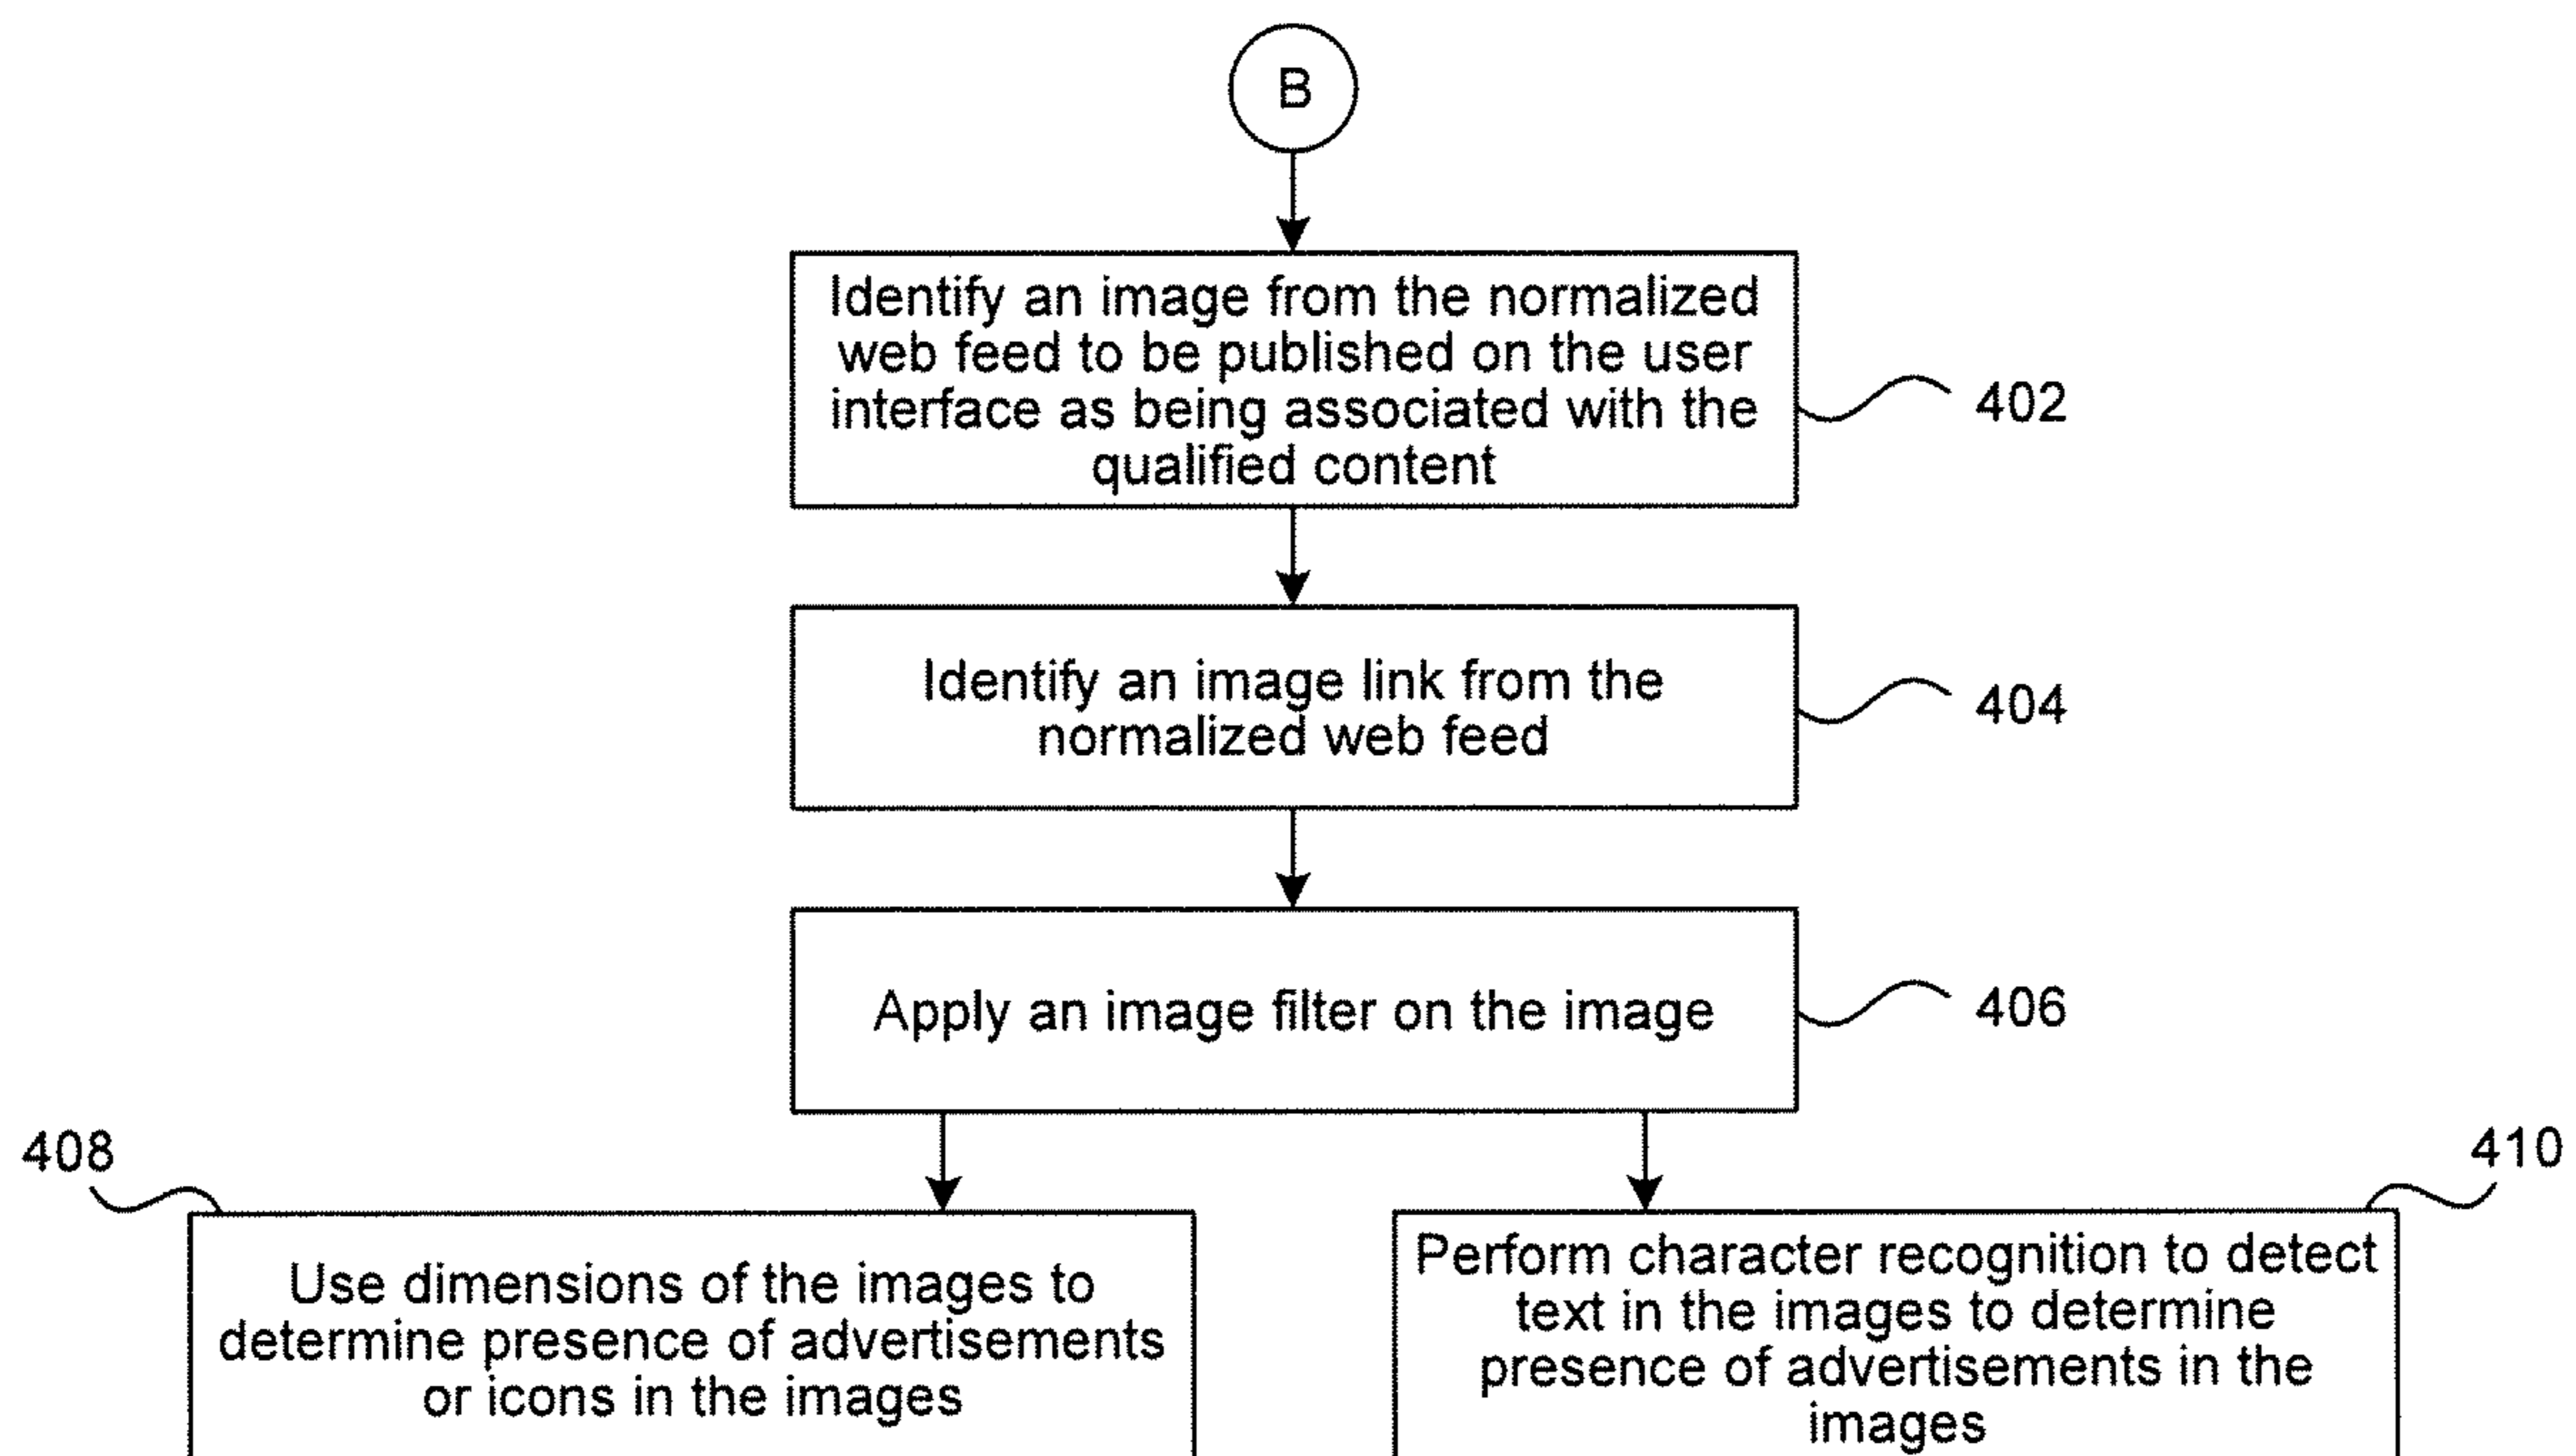 B
Identify an image from the normalized
web feed to be published on the user
interface as being associated with the
qualified content
402
Identify an image link from the
normalized web feed
404
Apply an image filter on the image
406
408
Use dimensions of the images to
determine presence of advertisements
or icons in the images
410
Perform character recognition to detect
text in the images to determine
presence of advertisements in the
images